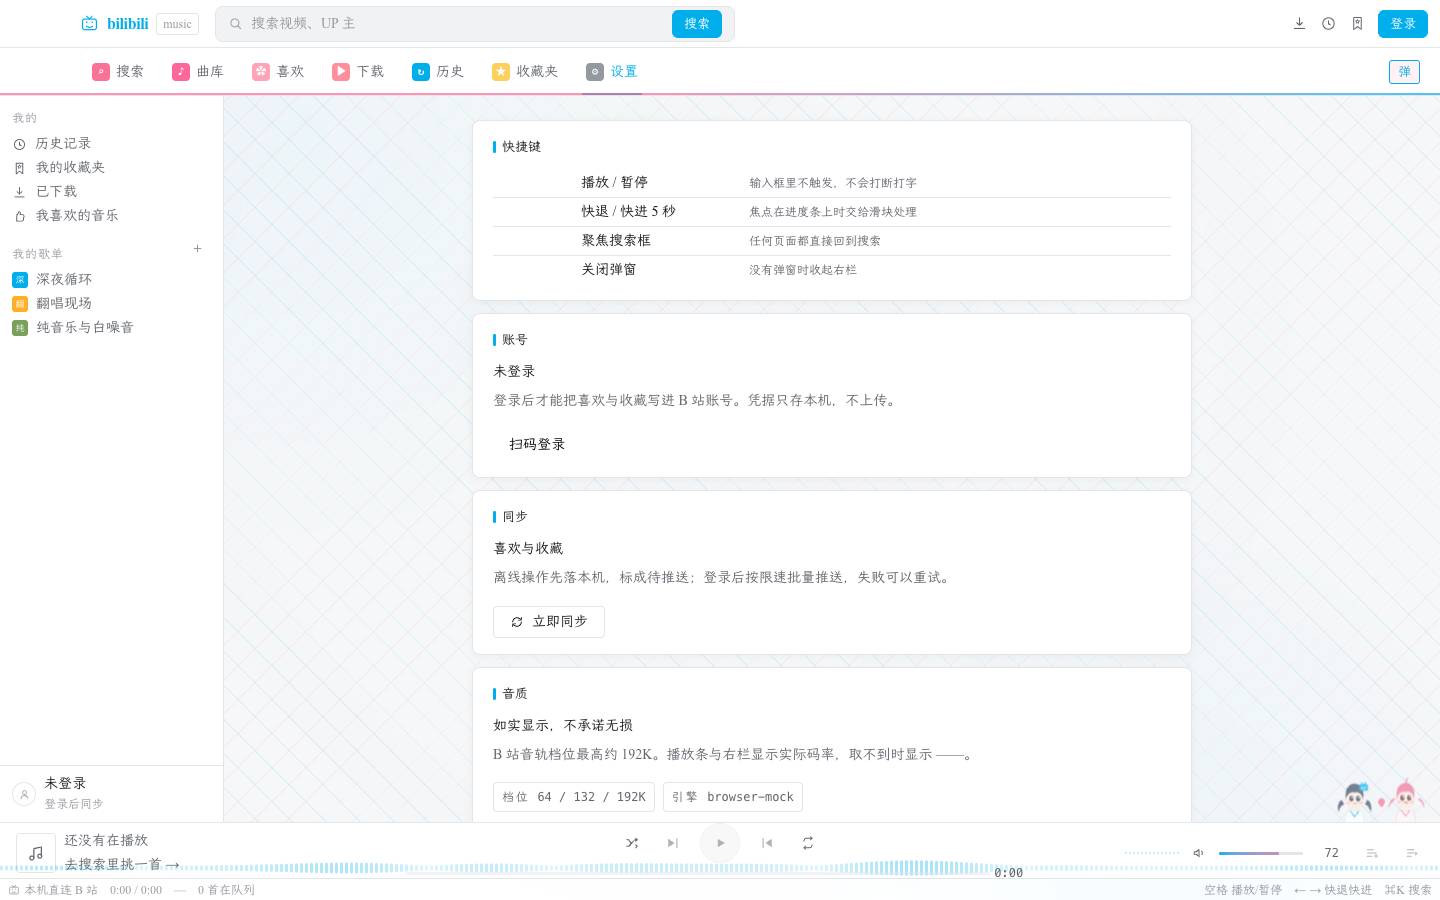 bilibili music 搜索视频、UP 主 搜索 登录
搜索 曲库 喜欢 下载 历史 收藏夹 设置 弹
我的
历史记录
我的收藏夹
已下载
我喜欢的音乐
我的歌单 +
深 深夜循环
翻 翻唱现场
纯 纯音乐与白噪音
未登录
登录后同步
快捷键
播放 / 暂停 输入框里不触发，不会打断打字
快退 / 快进 5 秒 焦点在进度条上时交给滑块处理
聚焦搜索框 任何页面都直接回到搜索
关闭弹窗 没有弹窗时收起右栏
账号
未登录
登录后才能把喜欢与收藏写进 B 站账号。凭据只存本机，不上传。
扫码登录
同步
喜欢与收藏
离线操作先落本机，标成待推送；登录后按限速批量推送，失败可以重试。
立即同步
音质
如实显示，不承诺无损
B 站音轨档位最高约 192K。播放条与右栏显示实际码率，取不到时显示 ——。
档位 64 / 132 / 192K 引擎 browser-mock
还没有在播放
去搜索里挑一首 →
0:00
72
本机直连 B 站 0:00 / 0:00 — 0 首在队列 空格 播放/暂停 ← → 快退快进 ⌘K 搜索